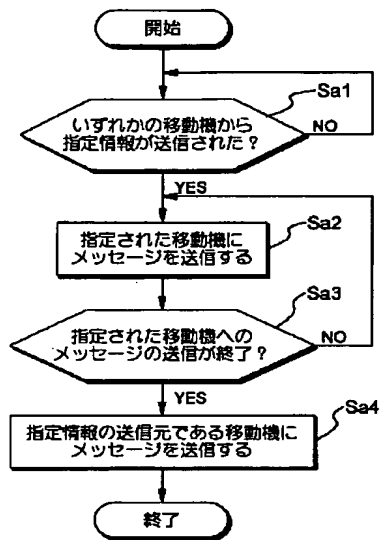 開始
Sa1
いずれかの移動機から
指定情報が送信された?
NO
YES
Sa2
指定された移動機に
メッセージを送信する
Sa3
指定された移動機への
メッセージの送信が終了?
NO
YES
Sa4
指定情報の送信元である移動機に
メッセージを送信する
終了